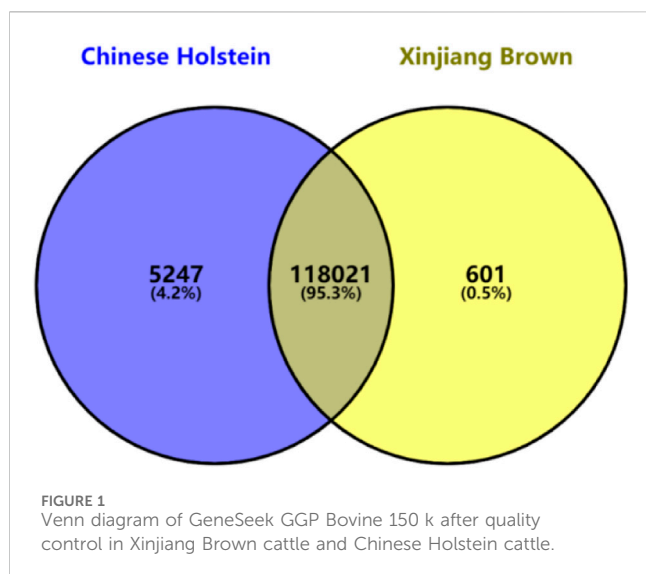 Chinese Holstein
Xinjiang Brown
5247
(4.2%)
118021
(95.3%)
601
(0.5%)
FIGURE 1
Venn diagram of GeneSeek GGP Bovine 150 k after quality
control in Xinjiang Brown cattle and Chinese Holstein cattle.